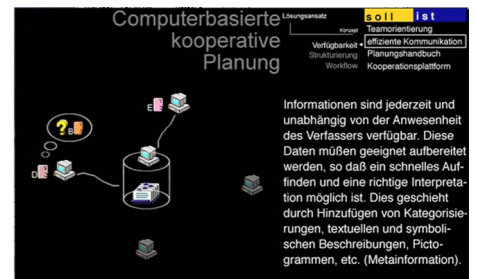 Computerbasierte
kooperative
Planung
Lösungsansatz
soll ist
Konzept
Teamorientierung
Verfügbarkeit
effiziente Kommunikation
Strukturierung
Planungshandbuch
Workflow
Kooperationsplattform
E
?
B
D
Informationen sind jederzeit und
unabhängig von der Anwesenheit
des Verfassers verfügbar. Diese
Daten müßen geeignet aufbereitet
werden, so daß ein schnelles Auf-
finden und eine richtige Interpreta-
tion möglich ist. Dies geschieht
durch Hinzufügen von Kategorisie-
rungen, textuellen und symboli-
schen Beschreibungen, Picto-
grammen, etc. (Metainformation).